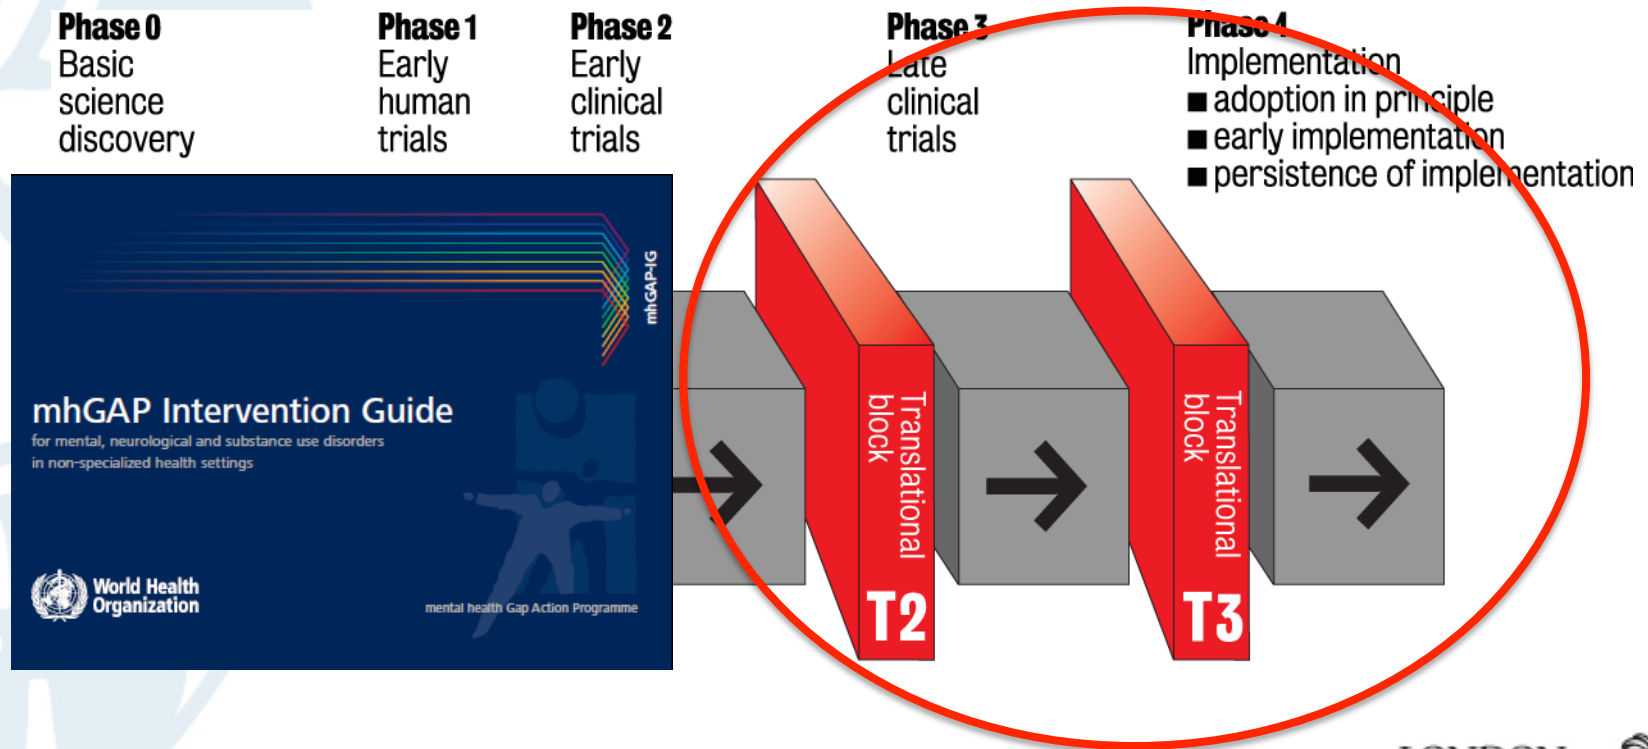 Phase 0
Basic
science
discovery
Phase 1
Early
human
trials
Phase 2
Early
clinical
trials
Phase 3
Late
clinical
trials
Phase 4
Implementation
■ adoption in principle
■ early implementation
■ persistence of implementation
mhGAP-IG
mhGAP Intervention Guide
for mental, neurological and substance use disorders
in non-specialized health settings
World Health
Organization
mental health Gap Action Programme
Translational
block
T2
Translational
block
T3
LONDON